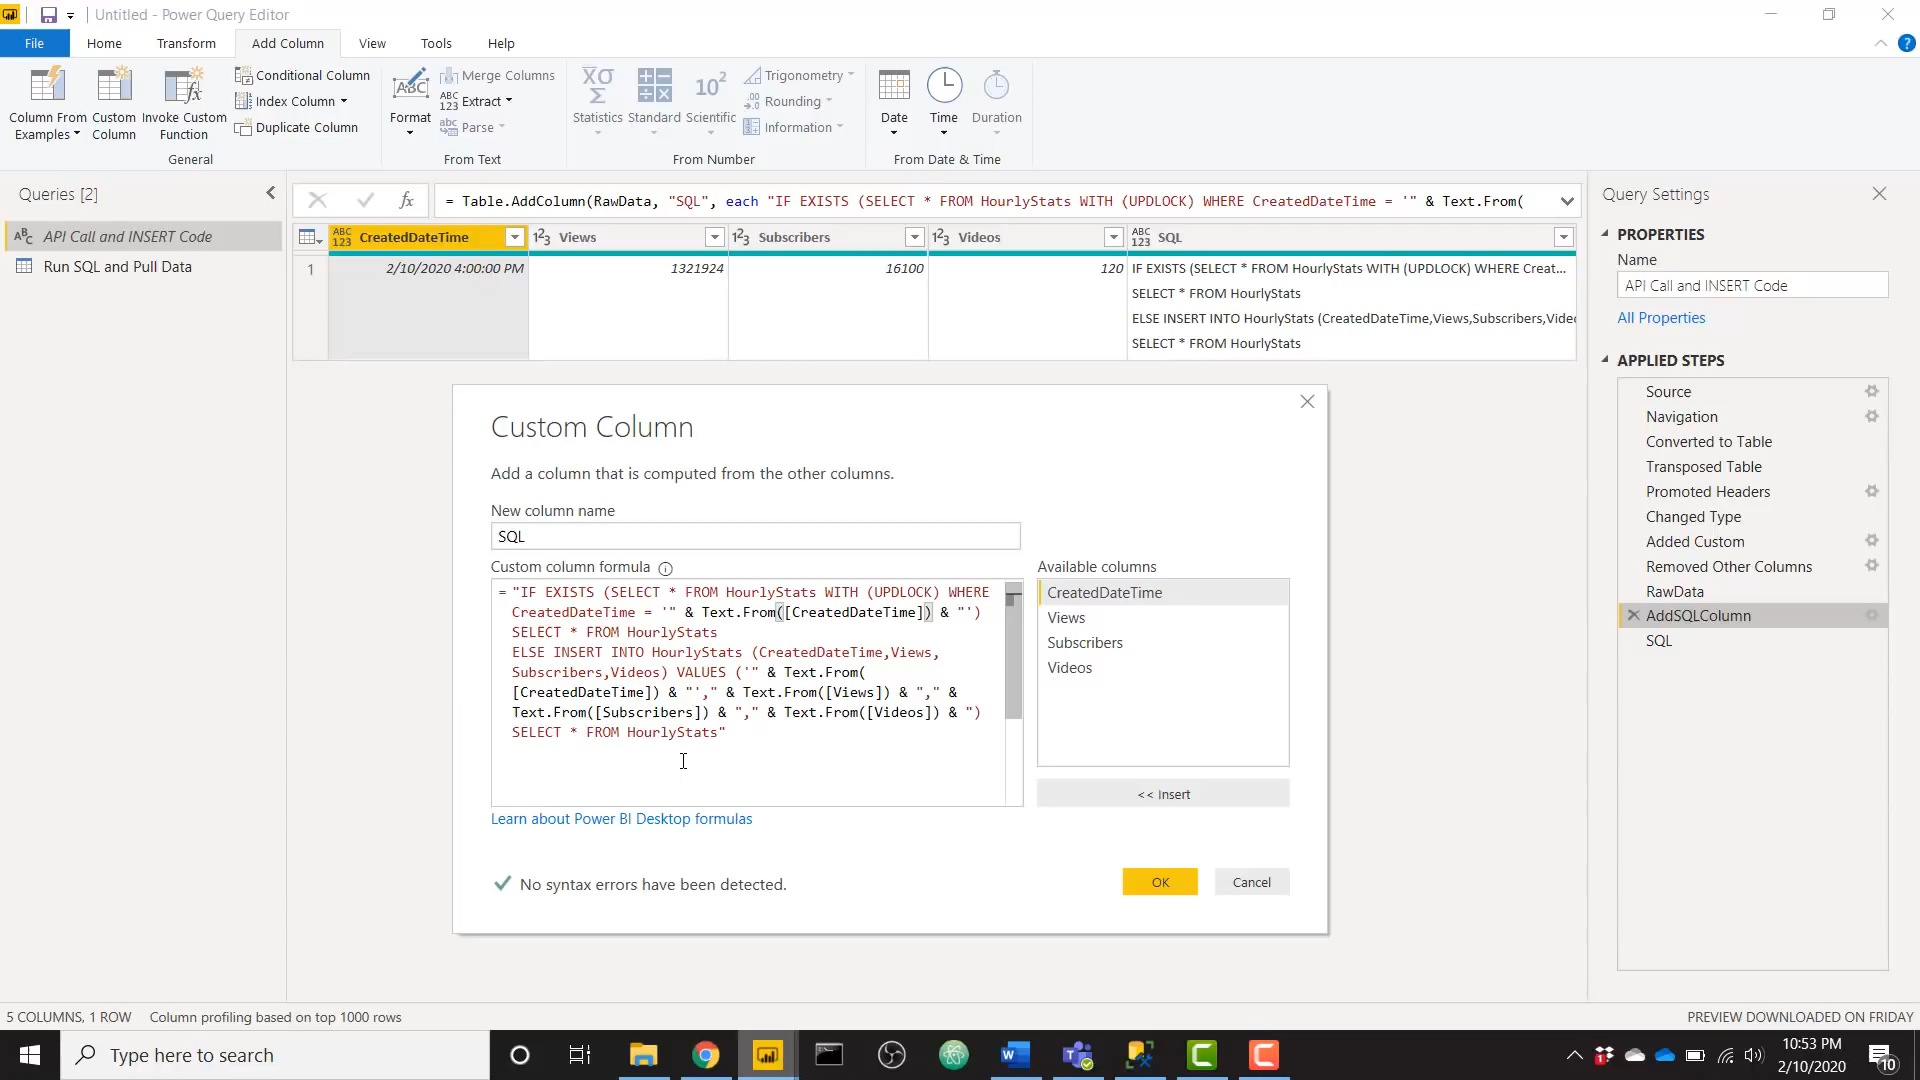 Untitled - Power Query Editor
File Home Transform Add Column View Tools Help
Column From Examples
Custom Column
Invoke Custom Function
Conditional Column
Index Column
Duplicate Column
General
Format
Merge Columns
Extract
Parse
From Text
Statistics
Standard
Scientific
Trigonometry
Rounding
Information
From Number
Date
Time
Duration
From Date & Time
Queries [2]
API Call and INSERT Code
Run SQL and Pull Data
= Table.AddColumn(RawData, "SQL", each "IF EXISTS (SELECT * FROM HourlyStats WITH (UPDLOCK) WHERE CreatedDateTime = '" & Text.From(
CreatedDateTime Views Subscribers Videos SQL
1 2/10/2020 4:00:00 PM 1321924 16100 120 IF EXISTS (SELECT * FROM HourlyStats WITH (UPDLOCK) WHERE Creat...
SELECT * FROM HourlyStats
ELSE INSERT INTO HourlyStats (CreatedDateTime,Views,Subscribers,Video
SELECT * FROM HourlyStats
Custom Column
Add a column that is computed from the other columns.
New column name
SQL
Custom column formula
= "IF EXISTS (SELECT * FROM HourlyStats WITH (UPDLOCK) WHERE
CreatedDateTime = '" & Text.From([CreatedDateTime]) & "')
SELECT * FROM HourlyStats
ELSE INSERT INTO HourlyStats (CreatedDateTime,Views,
Subscribers,Videos) VALUES ('" & Text.From(
[CreatedDateTime]) & "'," & Text.From([Views]) & "," &
Text.From([Subscribers]) & "," & Text.From([Videos]) & ")
SELECT * FROM HourlyStats"
Available columns
CreatedDateTime
Views
Subscribers
Videos
<< Insert
Learn about Power BI Desktop formulas
No syntax errors have been detected.
OK
Cancel
Query Settings
PROPERTIES
Name
API Call and INSERT Code
All Properties
APPLIED STEPS
Source
Navigation
Converted to Table
Transposed Table
Promoted Headers
Changed Type
Added Custom
Removed Other Columns
RawData
AddSQLColumn
SQL
5 COLUMNS, 1 ROW Column profiling based on top 1000 rows
PREVIEW DOWNLOADED ON FRIDAY
Type here to search
10:53 PM
2/10/2020
10